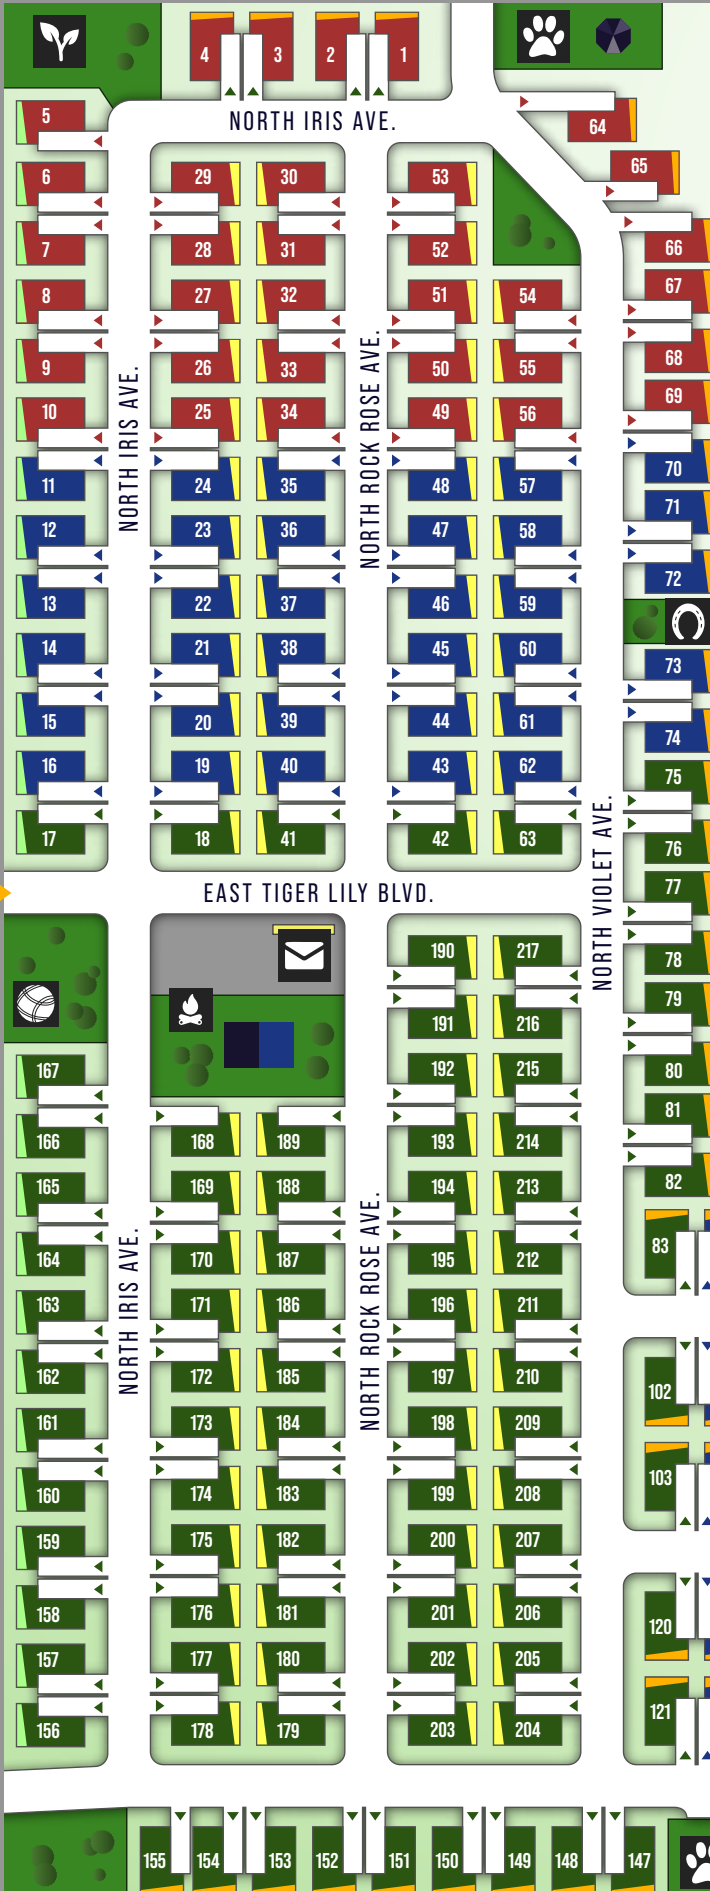 4 3 2 1
NORTH IRIS AVE.
64
65
5
6 29 30 53
7 28 31 52
66
67
8 27 32 51 54
9 26 33 50 55
68
69
10 25 34 49 56
70
11 24 35 48 57
71
12 23 36 47 58
72
13 22 37 46 59
NORTH IRIS AVE.
NORTH ROCK ROSE AVE.
14 21 38 45 60
73
15 20 39 44 61
74
16 19 40 43 62
75
17 18 41 42 63
76
77
EAST TIGER LILY BLVD.
NORTH VIOLET AVE.
190 217
78
79
191 216
167 192 215
80
81
166 168 189 193 214
82
165 169 188 194 213
83
164 170 187 195 212
163 171 186 196 211
NORTH IRIS AVE.
NORTH ROCK ROSE AVE.
162 172 185 197 210
102
161 173 184 198 209
103
160 174 183 199 208
159 175 182 200 207
158 176 181 201 206
120
157 177 180 202 205
121
156 178 179 203 204
155 154 153 152 151 150 149 148 147